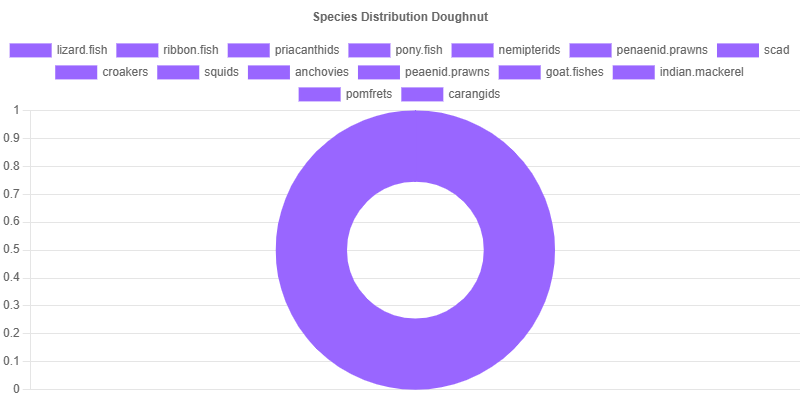 Species Distribution Doughnut
lizard.fish ribbon.fish priacanthids pony.fish nemipterids penaenid.prawns scad
croakers squids anchovies peaenid.prawns goat.fishes indian.mackerel
pomfrets carangids
1
0.9
0.8
0.7
0.6
0.5
0.4
0.3
0.2
0.1
0